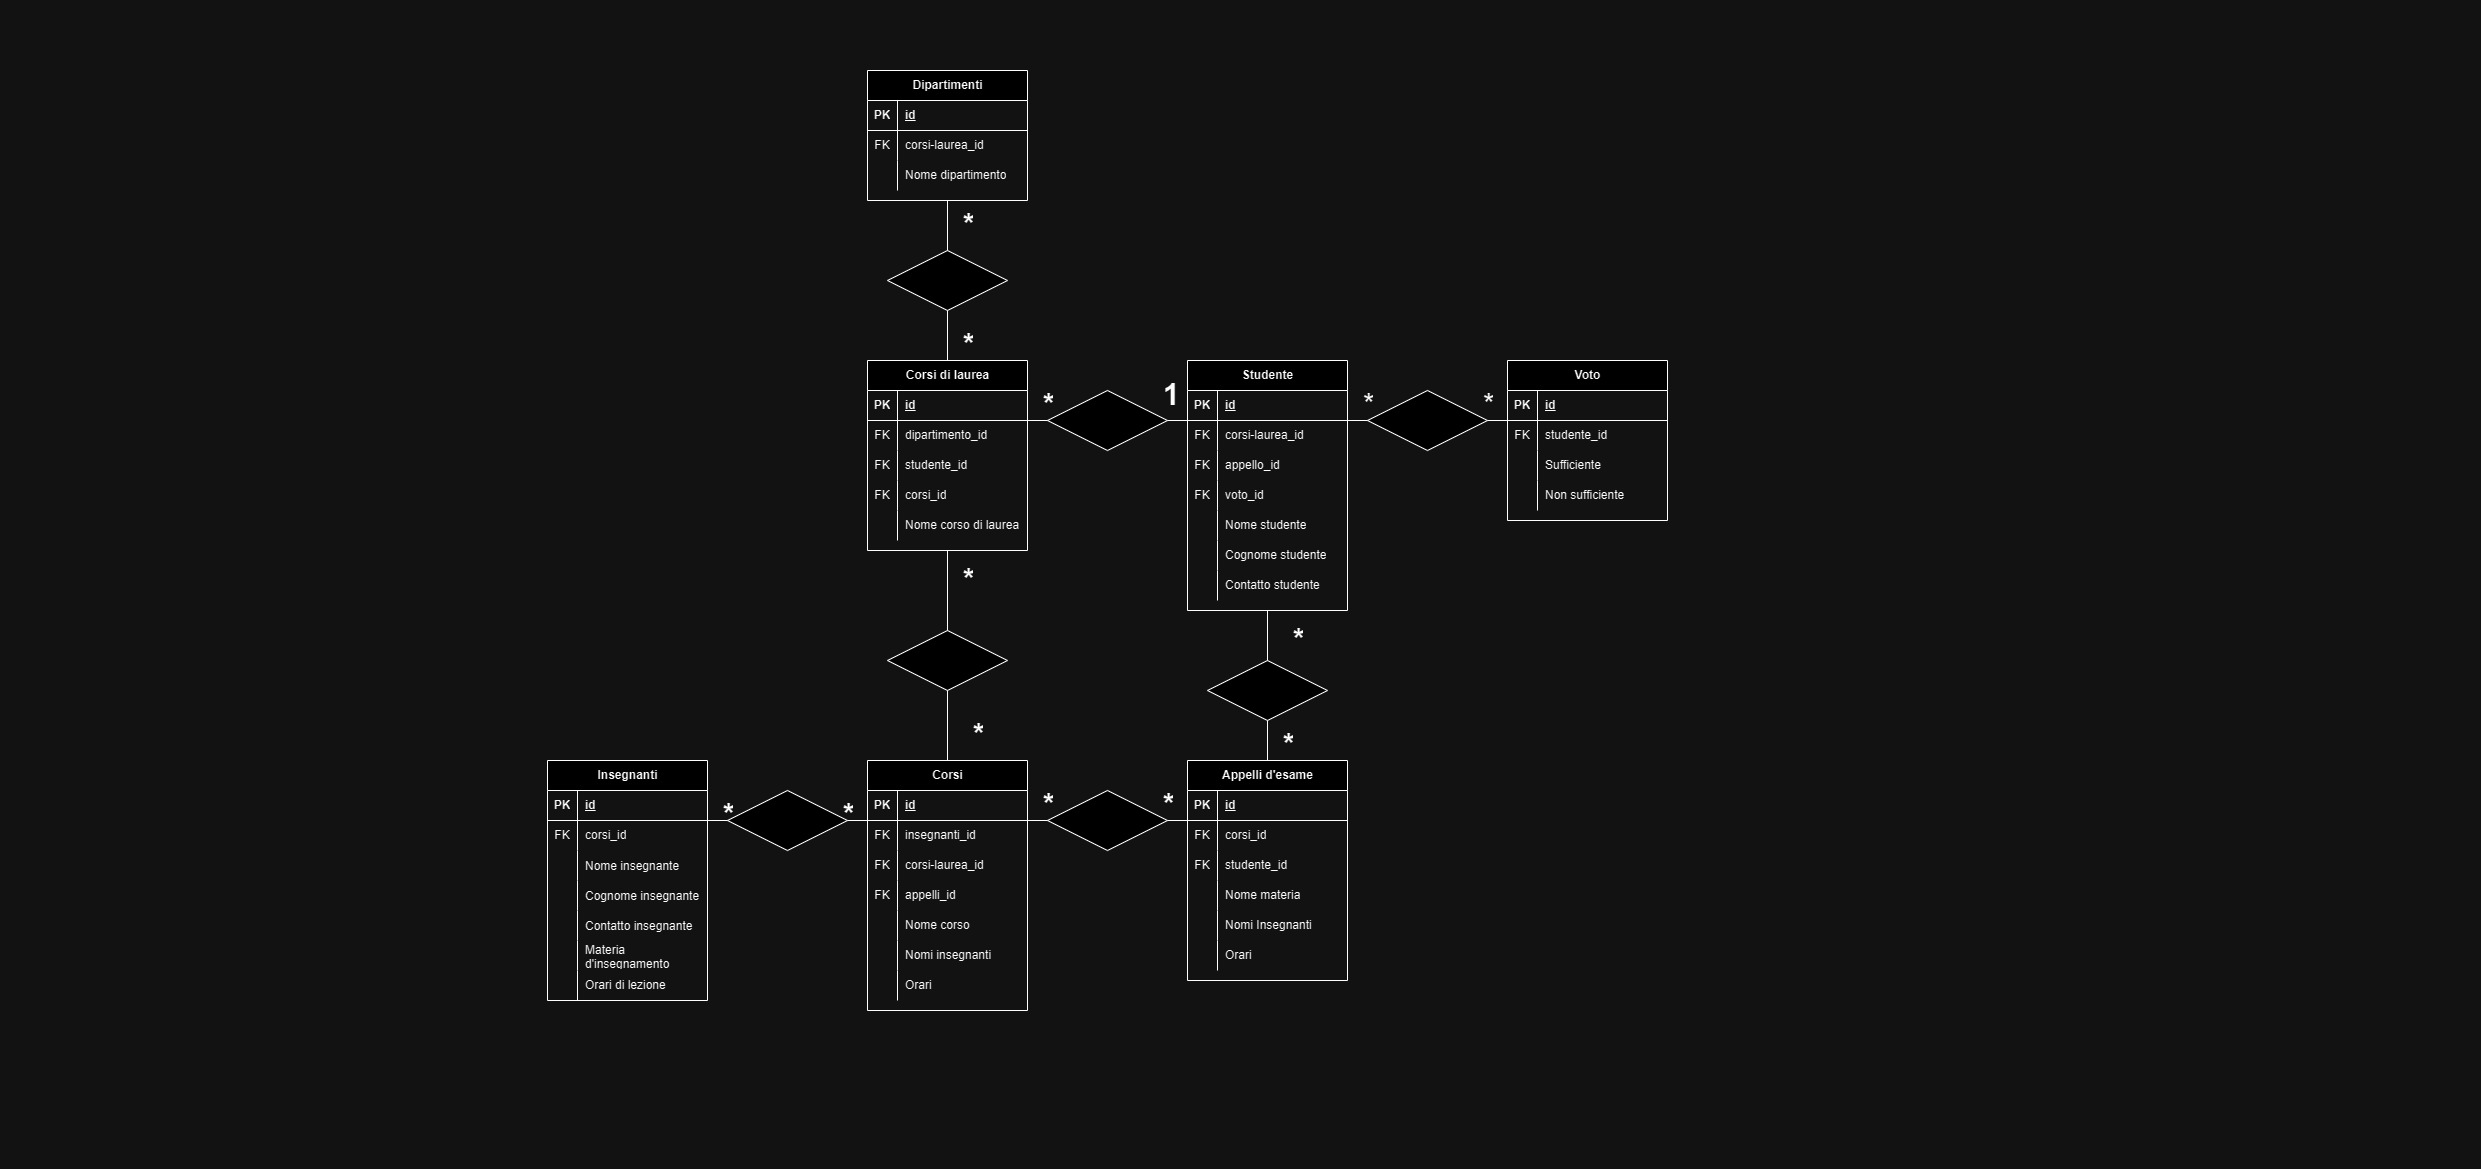 Dipartimenti
PK id
FK corsi-laurea_id
Nome dipartimento
*
*
Corsi di laurea
PK id
FK dipartimento_id
FK studente_id
FK corsi_id
Nome corso di laurea
*
1
Studente
PK id
FK corsi-laurea_id
FK appello_id
FK voto_id
Nome studente
Cognome studente
Contatto studente
*
*
Voto
PK id
FK studente_id
Sufficiente
Non sufficiente
*
*
*
*
Insegnanti
PK id
FK corsi_id
Nome insegnante
Cognome insegnante
Contatto insegnante
Materia
d'insegnamento
Orari di lezione
*
*
Corsi
PK id
FK insegnanti_id
FK corsi-laurea_id
FK appelli_id
Nome corso
Nomi insegnanti
Orari
*
*
Appelli d'esame
PK id
FK corsi_id
FK studente_id
Nome materia
Nomi Insegnanti
Orari